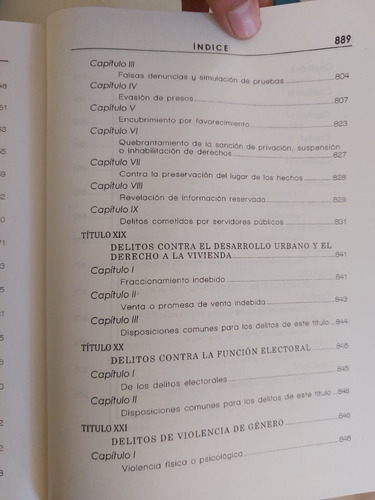 ÍNDICE 889
Capítulo III
Falsas denuncias y simulación de pruebas 804
Capítulo IV
Evasión de presos 807
Capítulo V
Encubrimiento por favorecimiento 823
Capítulo VI
Quebrantamiento de la sanción de privación, suspensión
o inhabilitación de derechos 827
Capítulo VII
Contra la preservación del lugar de los hechos 828
Capítulo VIII
Revelación de información reservada 829
Capítulo IX
Delitos cometidos por servidores públicos 831
TÍTULO XIX
DELITOS CONTRA EL DESARROLLO URBANO Y EL
DERECHO A LA VIVIENDA 841
Capítulo I
Fraccionamiento indebido 841
Capítulo II
Venta o promesa de venta indebida 843
Capítulo III
Disposiciones comunes para los delitos de este título 844
TÍTULO XX
DELITOS CONTRA LA FUNCIÓN ELECTORAL 845
Capítulo I
De los delitos electorales 845
Capítulo II
Disposiciones comunes para los delitos de este título 846
TITULO XXI
DELITOS DE VIOLENCIA DE GÉNERO 846
Capítulo I
Violencia física o psicológica 846